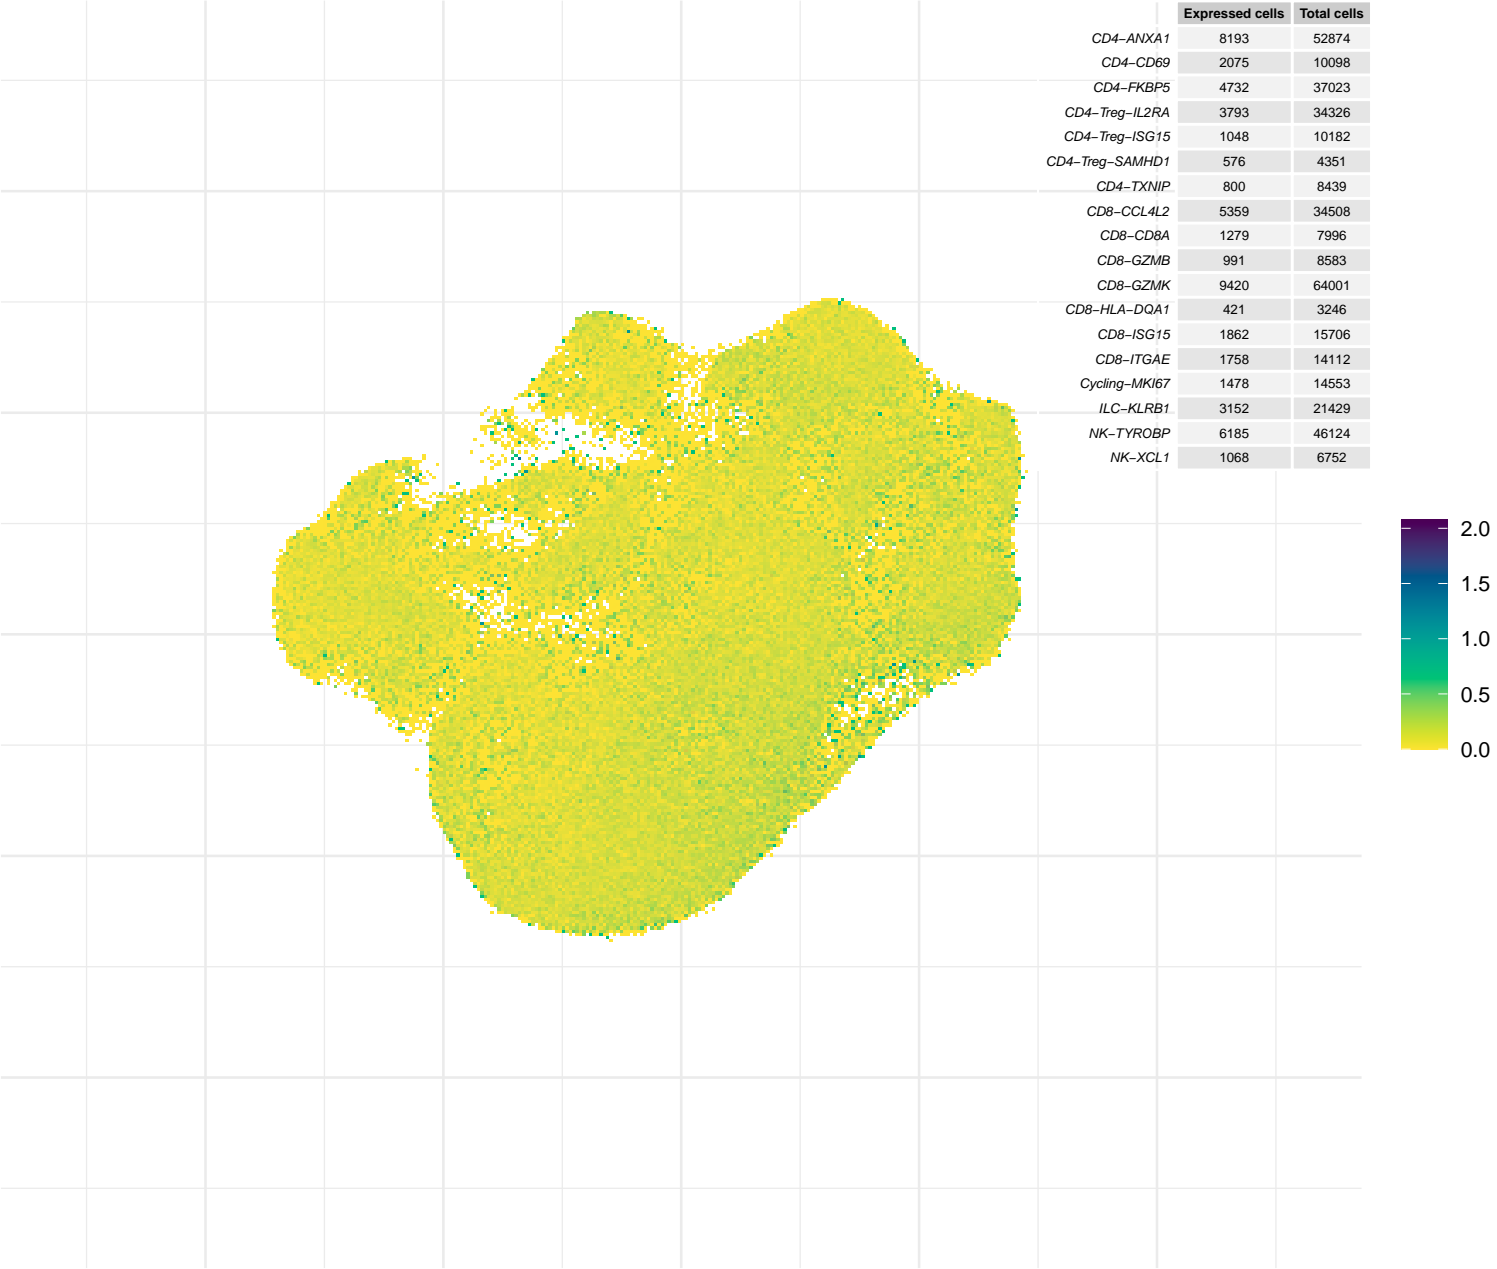 Expressed cells Total cells
CD4−ANXA1 8193 52874
CD4−CD69 2075 10098
CD4−FKBP5 4732 37023
CD4−Treg−IL2RA 3793 34326
CD4−Treg−ISG15 1048 10182
CD4−Treg−SAMHD1 576 4351
CD4−TXNIP 800 8439
CD8−CCL4L2 5359 34508
CD8−CD8A 1279 7996
CD8−GZMB 991 8583
CD8−GZMK 9420 64001
CD8−HLA−DQA1 421 3246
CD8−ISG15 1862 15706
CD8−ITGAE 1758 14112
Cycling−MKI67 1478 14553
ILC−KLRB1 3152 21429
NK−TYROBP 6185 46124
NK−XCL1 1068 6752
2.0
1.5
1.0
0.5
0.0